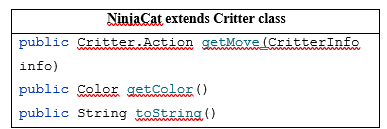 NinjaCat extends Critter class
public Critter.Action getMove(CritterInfo
info)
public Color getColor()
public String toString()